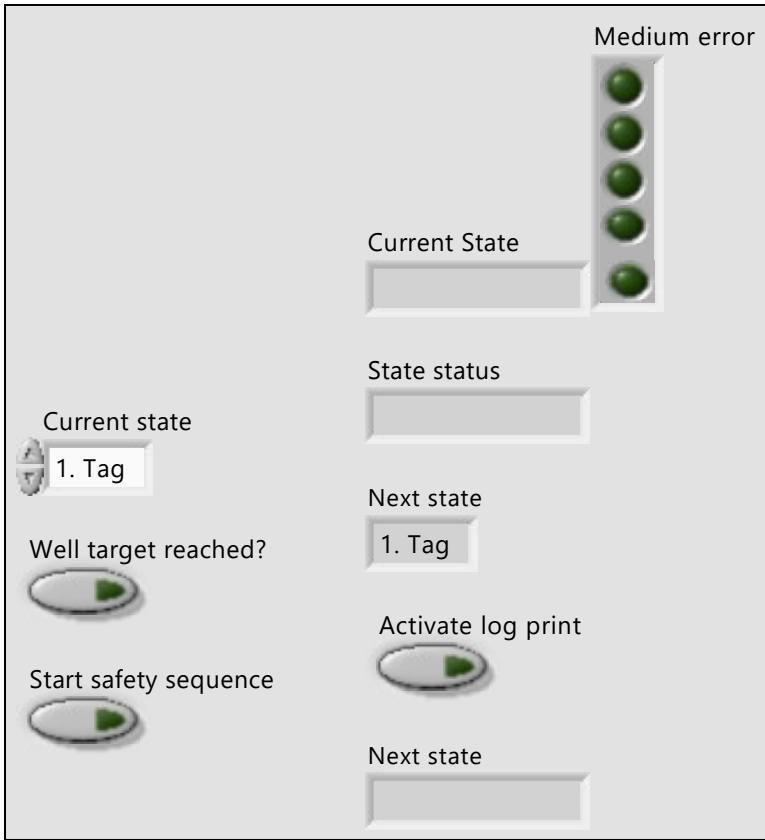 Medium error
Current State
State status
Current state
1. Tag
Next state
1. Tag
Well target reached?
Activate log print
Start safety sequence
Next state